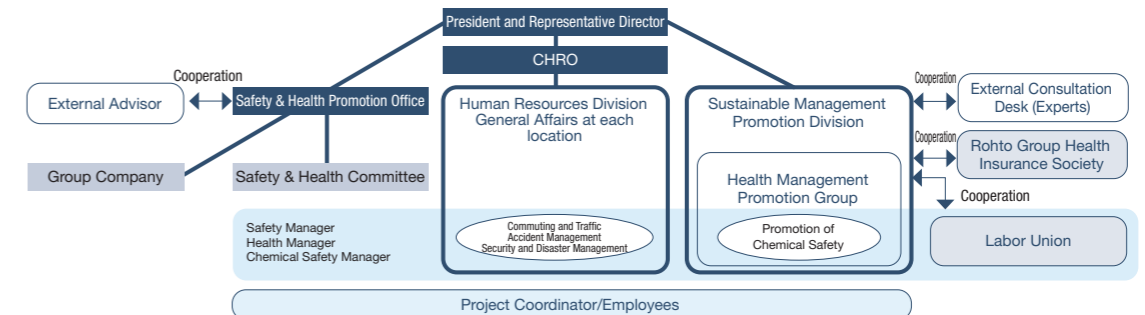 President and Representative Director
CHRO
Cooperation
External Advisor
Safety & Health Promotion Office
Group Company
Safety & Health Committee
Human Resources Division
General Affairs at each
location
Sustainable Management
Promotion Division
Health Management
Promotion Group
Cooperation
External Consultation
Desk (Experts)
Cooperation
Rohto Group Health
Insurance Society
Cooperation
Labor Union
Safety Manager
Health Manager
Chemical Safety Manager
Commuting and Traffic
Accident Management
Security and Disaster Management
Promotion of
Chemical Safety
Project Coordinator/Employees